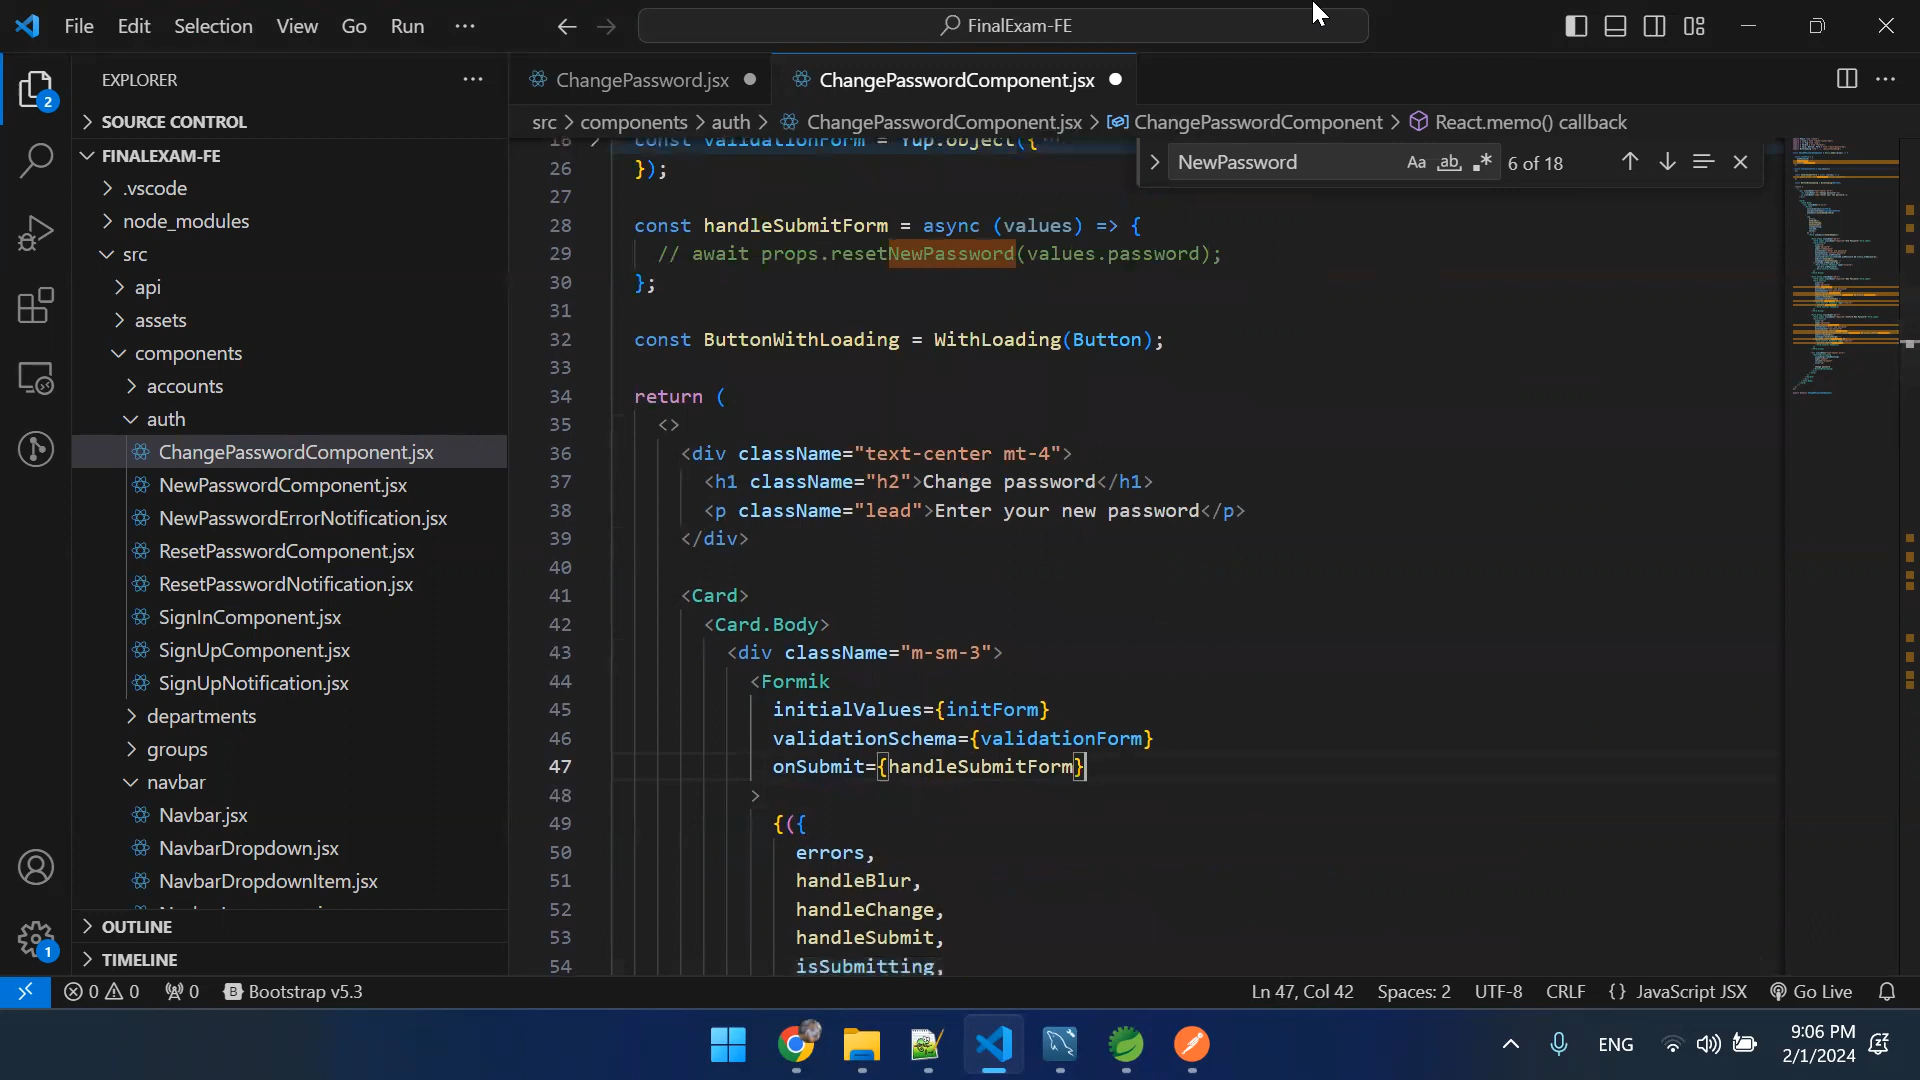 File Edit Selection View Go Run ···
FinalExam-FE
EXPLORER
ChangePassword.jsx
ChangePasswordComponent.jsx
src > components > auth > ChangePasswordComponent.jsx > ChangePasswordComponent > React.memo() callback
NewPassword Aa ab 6 of 18
2
SOURCE CONTROL
FINALEXAM-FE
.vscode
node_modules
src
api
assets
components
accounts
auth
ChangePasswordComponent.jsx
NewPasswordComponent.jsx
NewPasswordErrorNotification.jsx
ResetPasswordComponent.jsx
ResetPasswordNotification.jsx
SignInComponent.jsx
SignUpComponent.jsx
SignUpNotification.jsx
departments
groups
navbar
Navbar.jsx
NavbarDropdown.jsx
NavbarDropdownItem.jsx
OUTLINE
TIMELINE
1
18 const validationForm = Yup.object({
26 });
27
28 const handleSubmitForm = async (values) => {
29 // await props.resetNewPassword(values.password);
30 };
31
32 const ButtonWithLoading = WithLoading(Button);
33
34 return (
35 <>
36 <div className="text-center mt-4">
37 <h1 className="h2">Change password</h1>
38 <p className="lead">Enter your new password</p>
39 </div>
40
41 <Card>
42 <Card.Body>
43 <div className="m-sm-3">
44 <Formik
45 initialValues={initForm}
46 validationSchema={validationForm}
47 onSubmit={handleSubmitForm}
48 >
49 {({
50 errors,
51 handleBlur,
52 handleChange,
53 handleSubmit,
54 isSubmitting,
0 0 0 Bootstrap v5.3
Ln 47, Col 42 Spaces: 2 UTF-8 CRLF {} JavaScript JSX Go Live
ENG
9:06 PM
2/1/2024